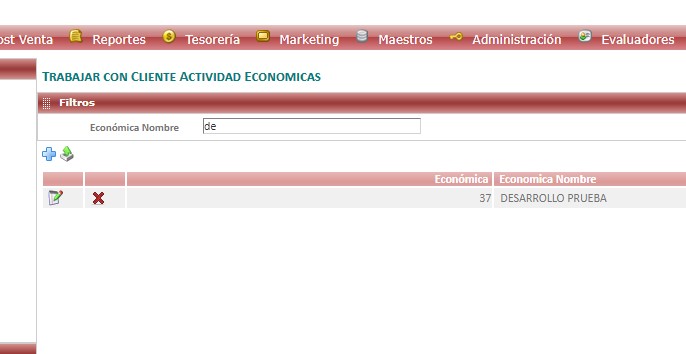 ost Venta Reportes Tesorería Marketing Maestros Administración Evaluadores
TRABAJAR CON CLIENTE ACTIVIDAD ECONOMICAS
Filtros
Económica Nombre de
Económica Economica Nombre
37 DESARROLLO PRUEBA